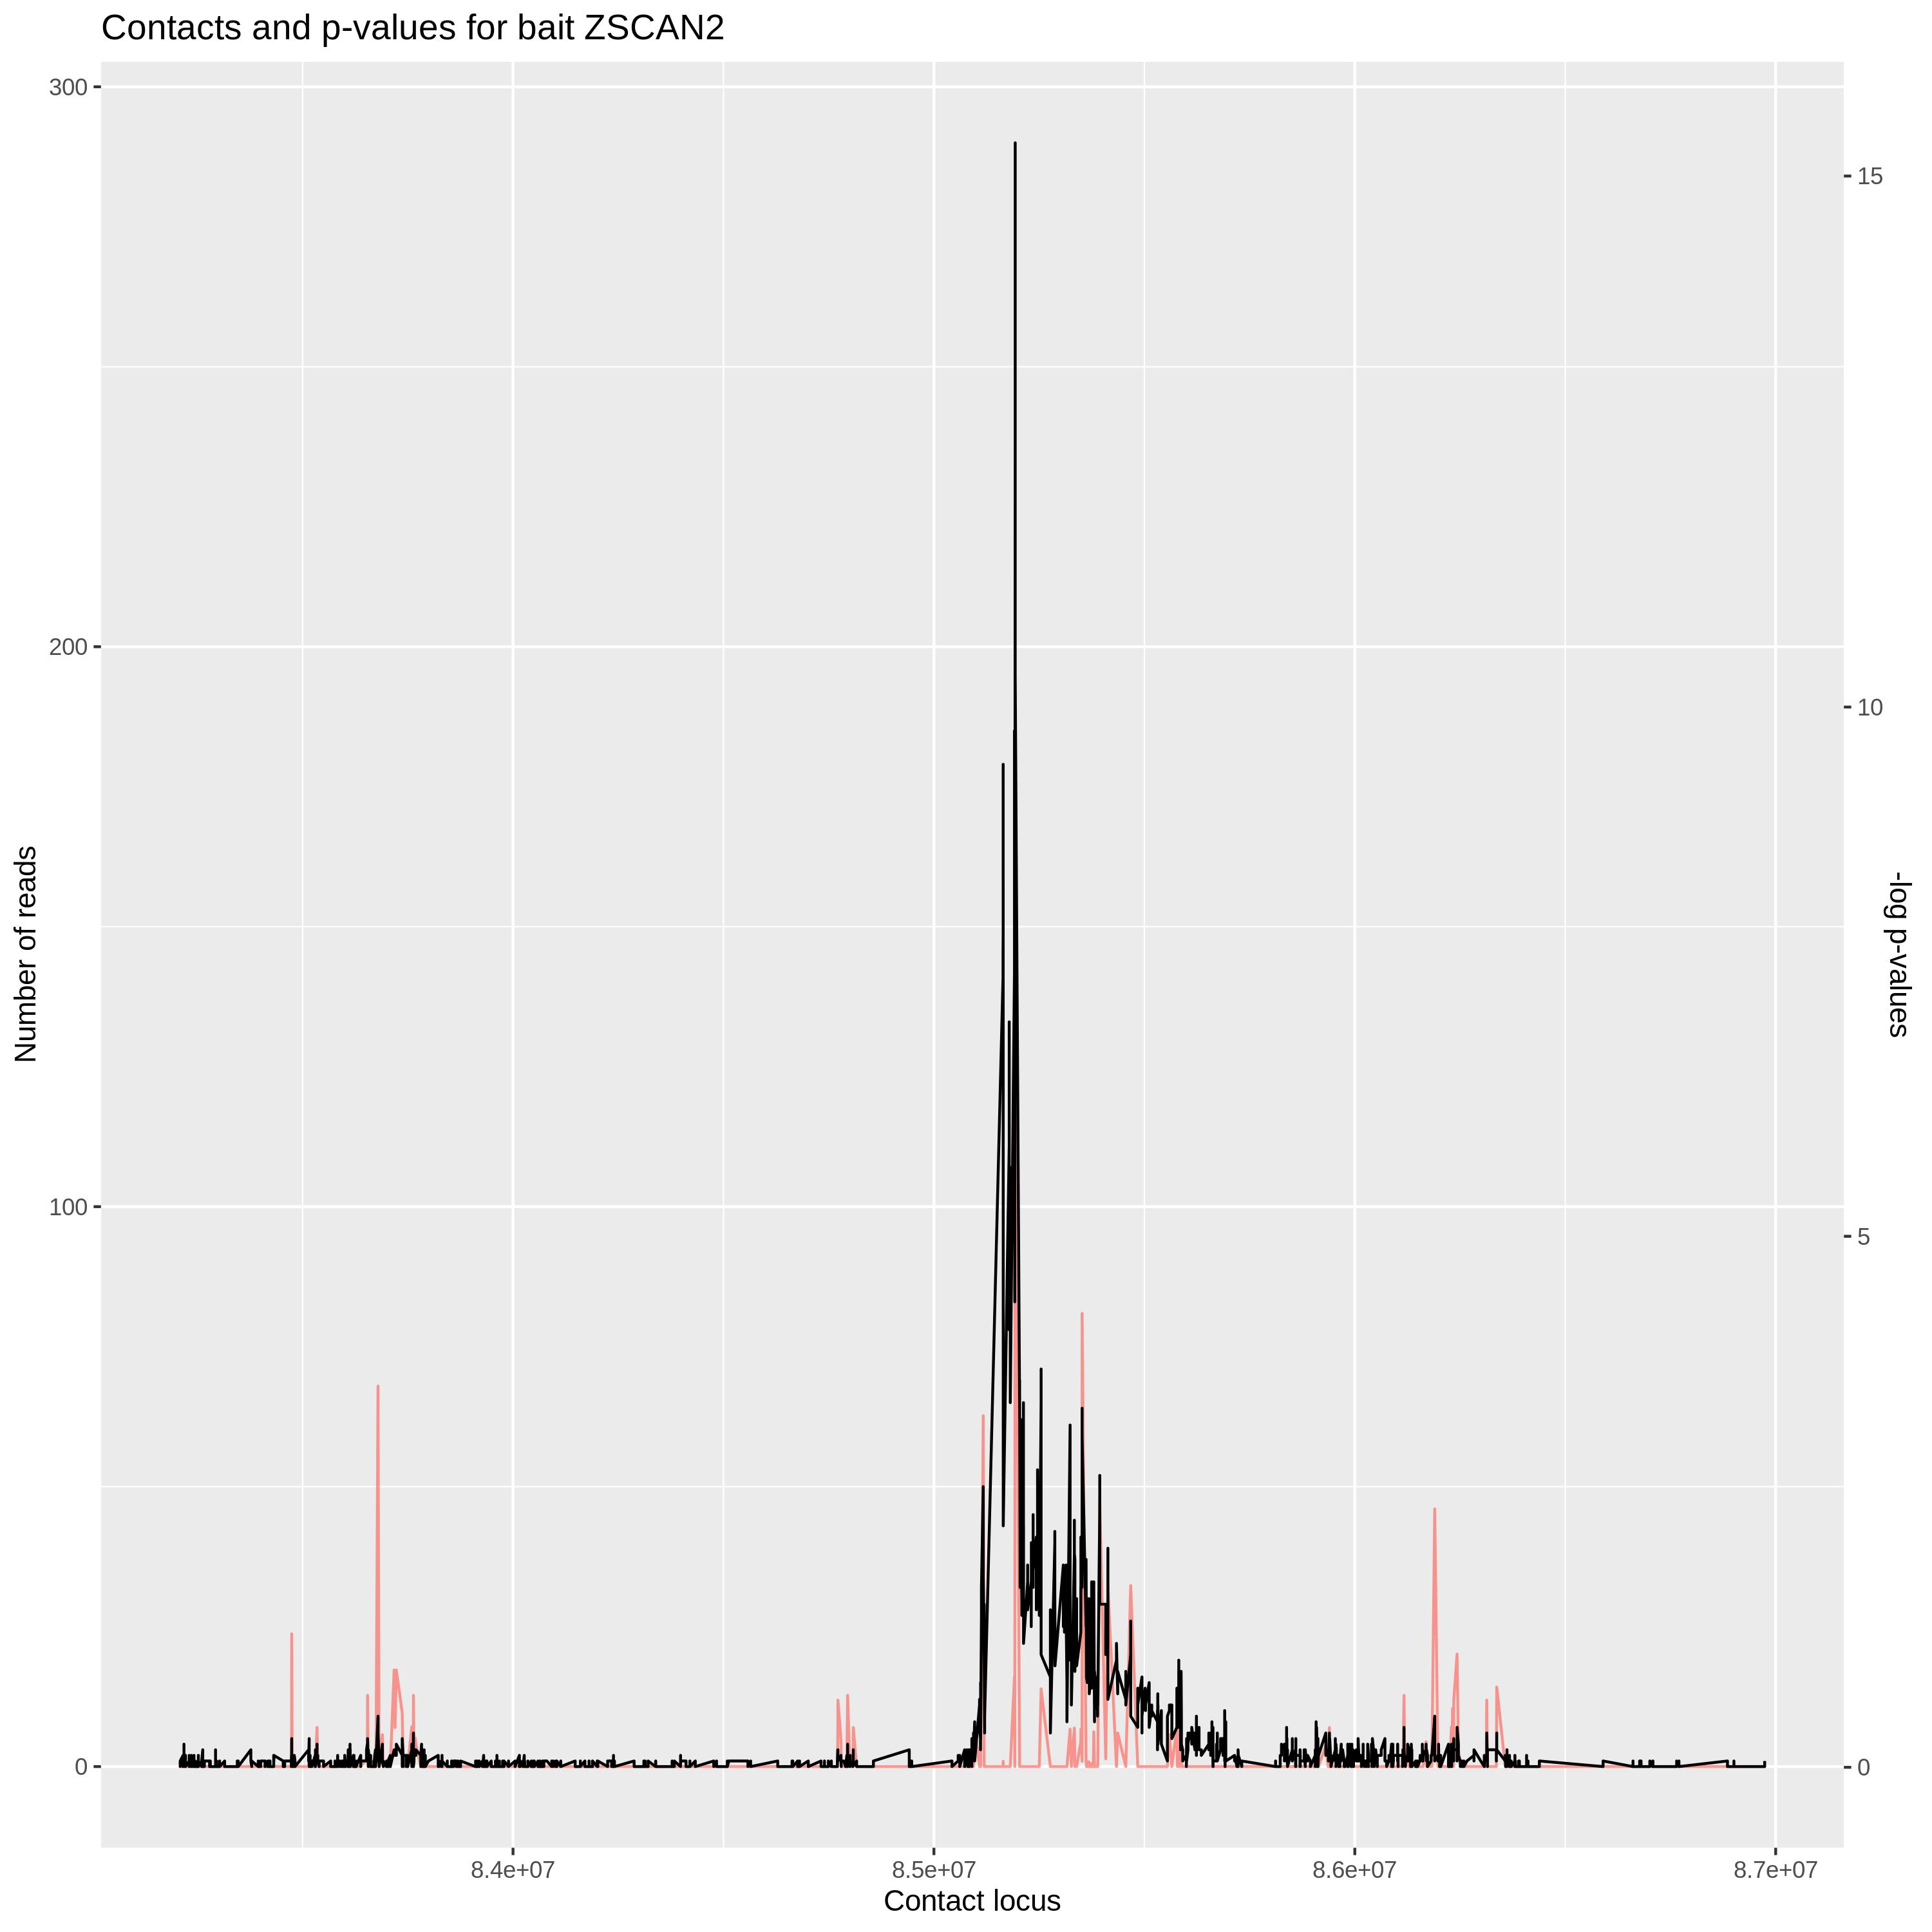 Contacts and p-values for bait ZSCAN2
300
200
100
0
Number of reads
15
10
5
0
-log p-values
8.4e+07
8.5e+07
8.6e+07
8.7e+07
Contact locus